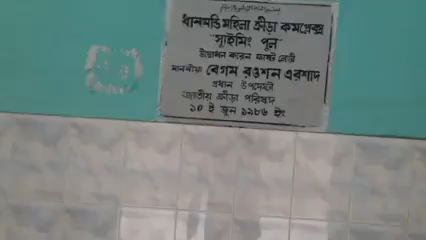 ধানমন্ডি মহিলা ক্রীড়া কমপ্লেক্স
"সুইমিং পুল"
উদ্বোধন করেন ফার্স্ট লেডী
মাননীয়া বেগম রওশন এরশাদ
প্রধান উপদেষ্টা
জাতীয় ক্রীড়া পরিষদ
১০ ই জুন ১৯৮৬ ইং